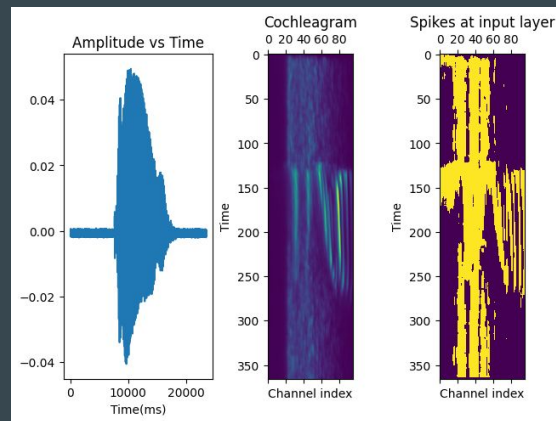 Amplitude vs Time
0.04
0.02
0.00
−0.02
−0.04
0 10000 20000
Time(ms)
Cochleagram
0 20 40 60 80
0
50
100
150
200
250
300
350
Time
Channel index
Spikes at input layer
0 20 40 60 80
0
50
100
150
200
250
300
350
Time
Channel index